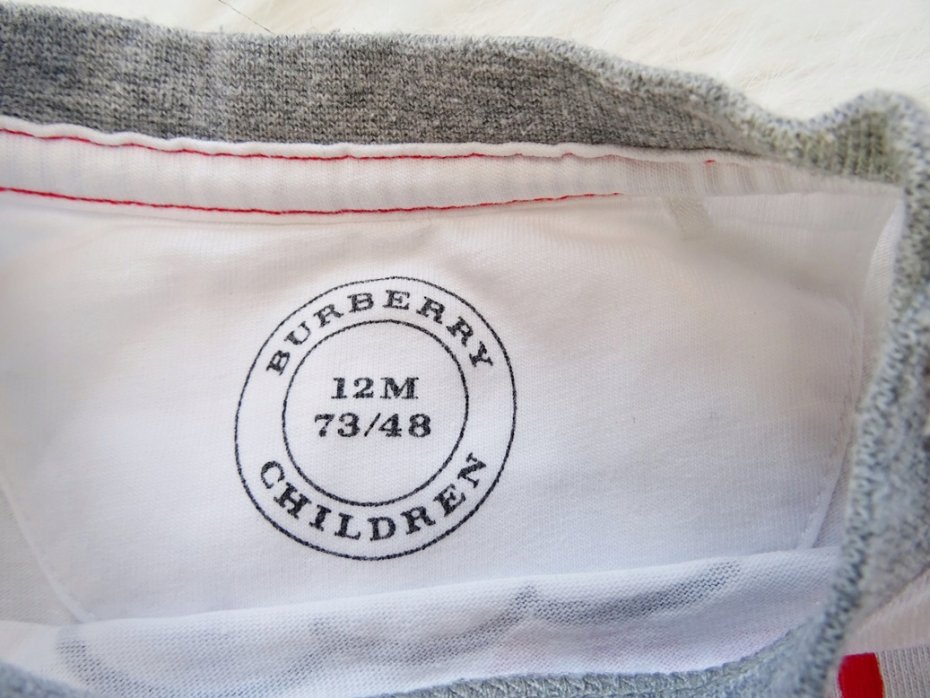 BURBERRY
12M
73/48
CHILDREN